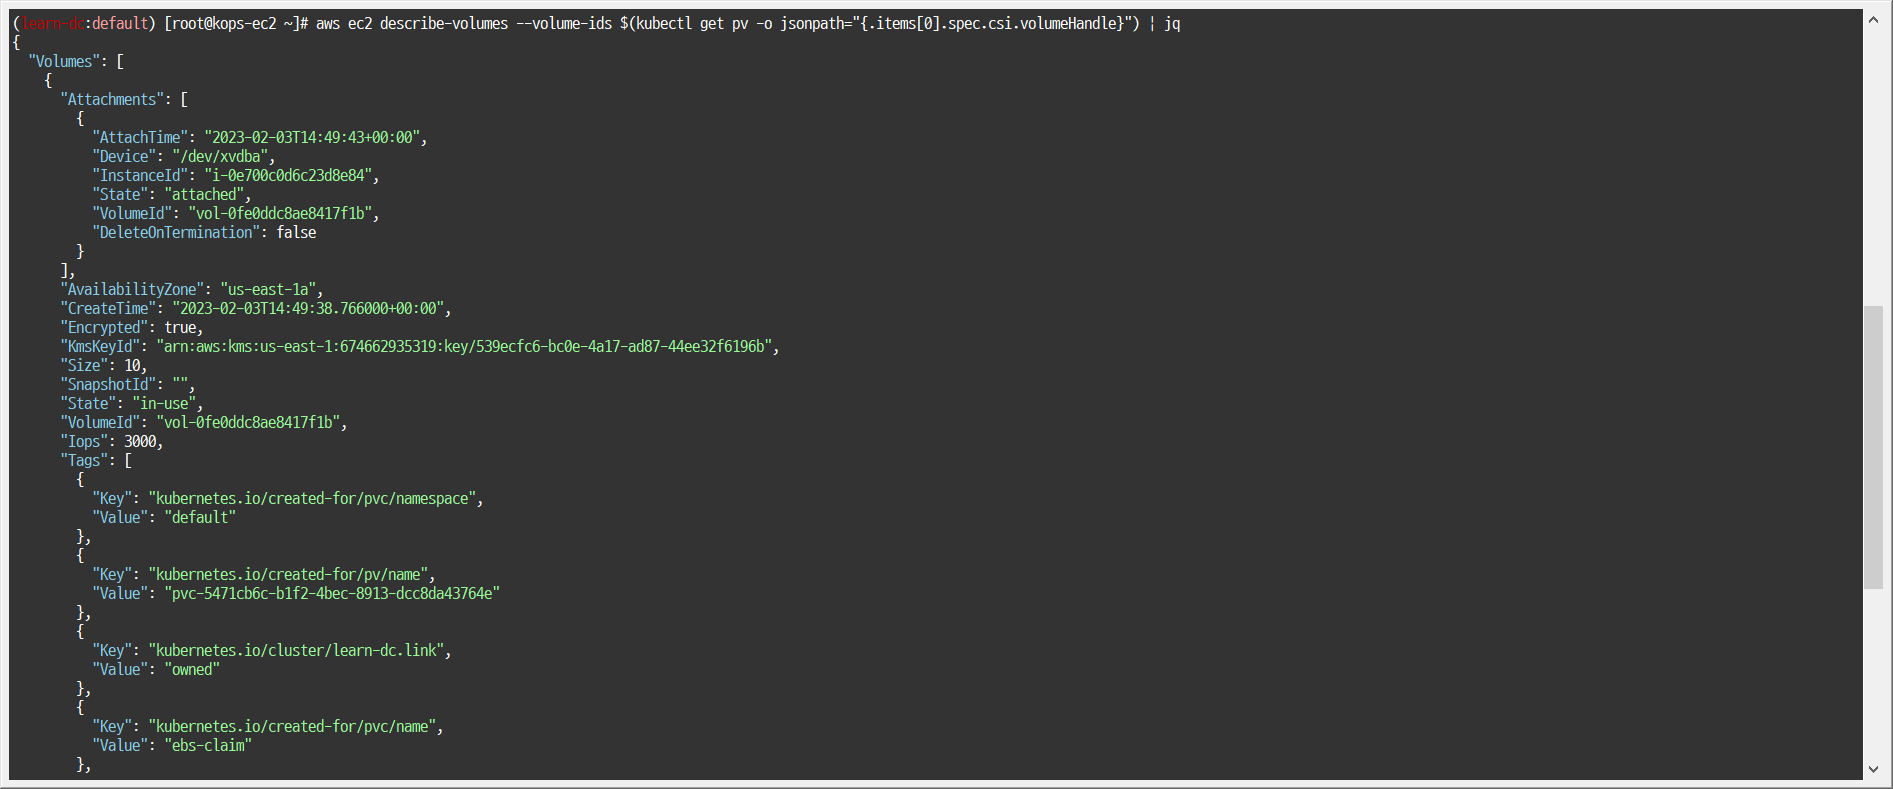 (learn-dc:default) [root@kops-ec2 ~]# aws ec2 describe-volumes --volume-ids $(kubectl get pv -o jsonpath="{.items[0].spec.csi.volumeHandle}") | jq
{
  "Volumes": [
    {
      "Attachments": [
        {
          "AttachTime": "2023-02-03T14:49:43+00:00",
          "Device": "/dev/xvdba",
          "InstanceId": "i-0e700c0d6c23d8e84",
          "State": "attached",
          "VolumeId": "vol-0fe0ddc8ae8417f1b",
          "DeleteOnTermination": false
        }
      ],
      "AvailabilityZone": "us-east-1a",
      "CreateTime": "2023-02-03T14:49:38.766000+00:00",
      "Encrypted": true,
      "KmsKeyId": "arn:aws:kms:us-east-1:674662935319:key/539ecfc6-bc0e-4a17-ad87-44ee32f6196b",
      "Size": 10,
      "SnapshotId": "",
      "State": "in-use",
      "VolumeId": "vol-0fe0ddc8ae8417f1b",
      "Iops": 3000,
      "Tags": [
        {
          "Key": "kubernetes.io/created-for/pvc/namespace",
          "Value": "default"
        },
        {
          "Key": "kubernetes.io/created-for/pv/name",
          "Value": "pvc-5471cb6c-b1f2-4bec-8913-dcc8da43764e"
        },
        {
          "Key": "kubernetes.io/cluster/learn-dc.link",
          "Value": "owned"
        },
        {
          "Key": "kubernetes.io/created-for/pvc/name",
          "Value": "ebs-claim"
        },